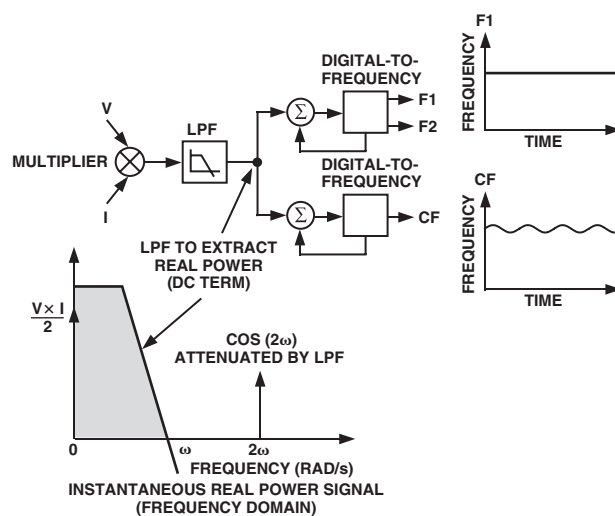 V
MULTIPLIER
I
LPF
DIGITAL-TO-
FREQUENCY
Σ
F1
F2
DIGITAL-TO-
FREQUENCY
Σ
CF
F1
FREQUENCY
TIME
CF
FREQUENCY
TIME
LPF TO EXTRACT
REAL POWER
(DC TERM)
V × I
2
COS (2ω)
ATTENUATED BY LPF
0
ω
2ω
FREQUENCY (RAD/s)
INSTANTANEOUS REAL POWER SIGNAL
(FREQUENCY DOMAIN)